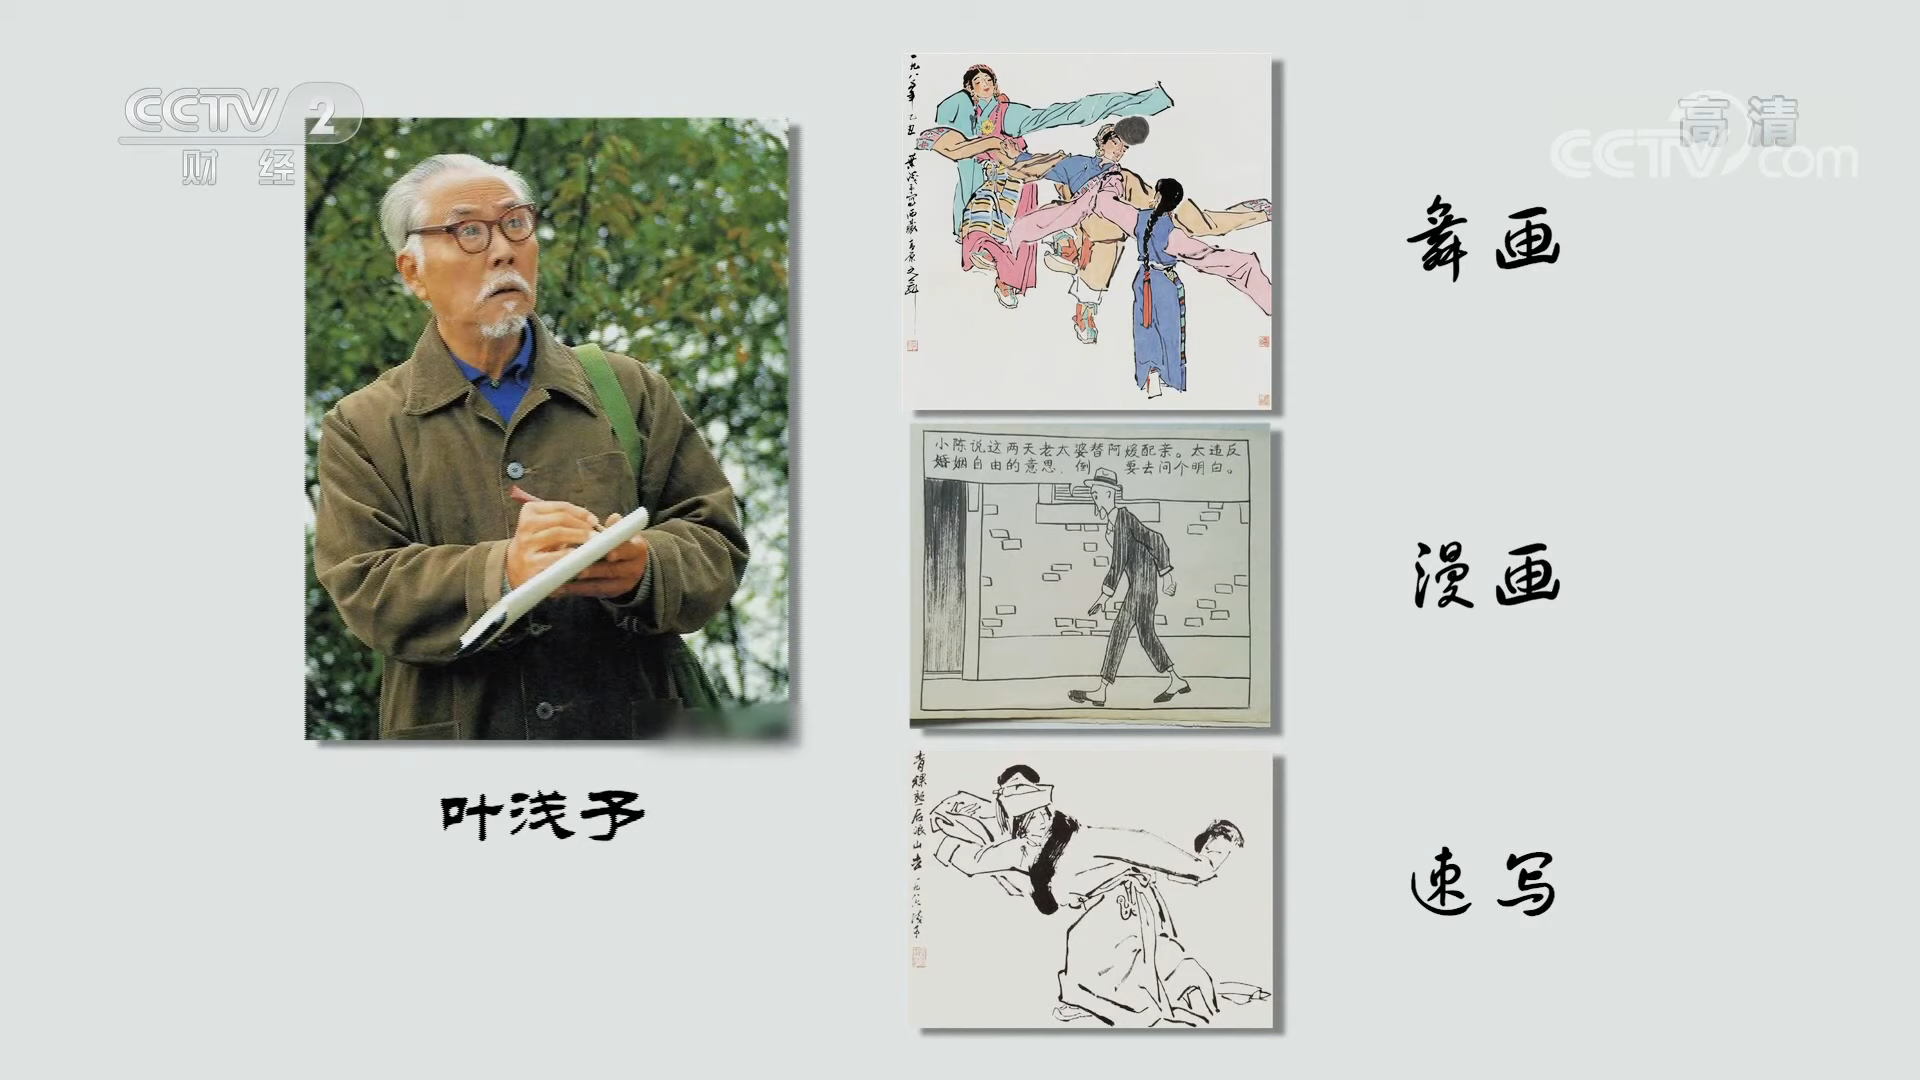 CCTV 2
财经
高清
CCTV.com
叶浅予
舞画
漫画
速写
小陈说这两天老太婆替阿媛配亲。太违反
婚姻自由的意思，倒 要去问个明白。